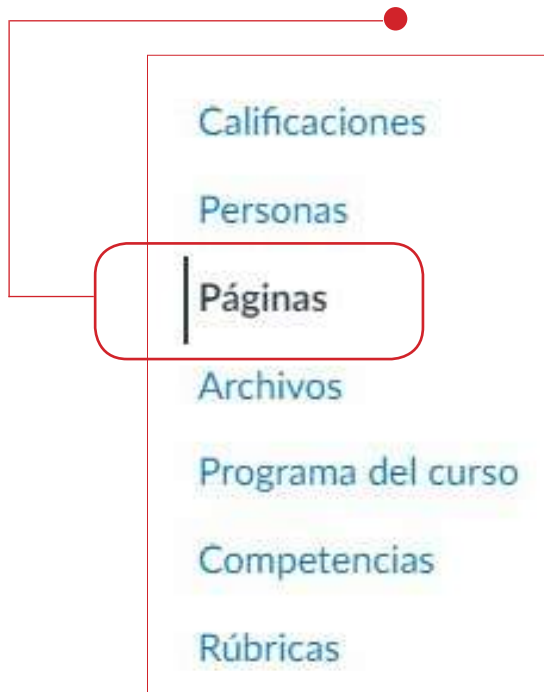 Calificaciones
Personas
Páginas
Archivos
Programa del curso
Competencias
Rúbricas